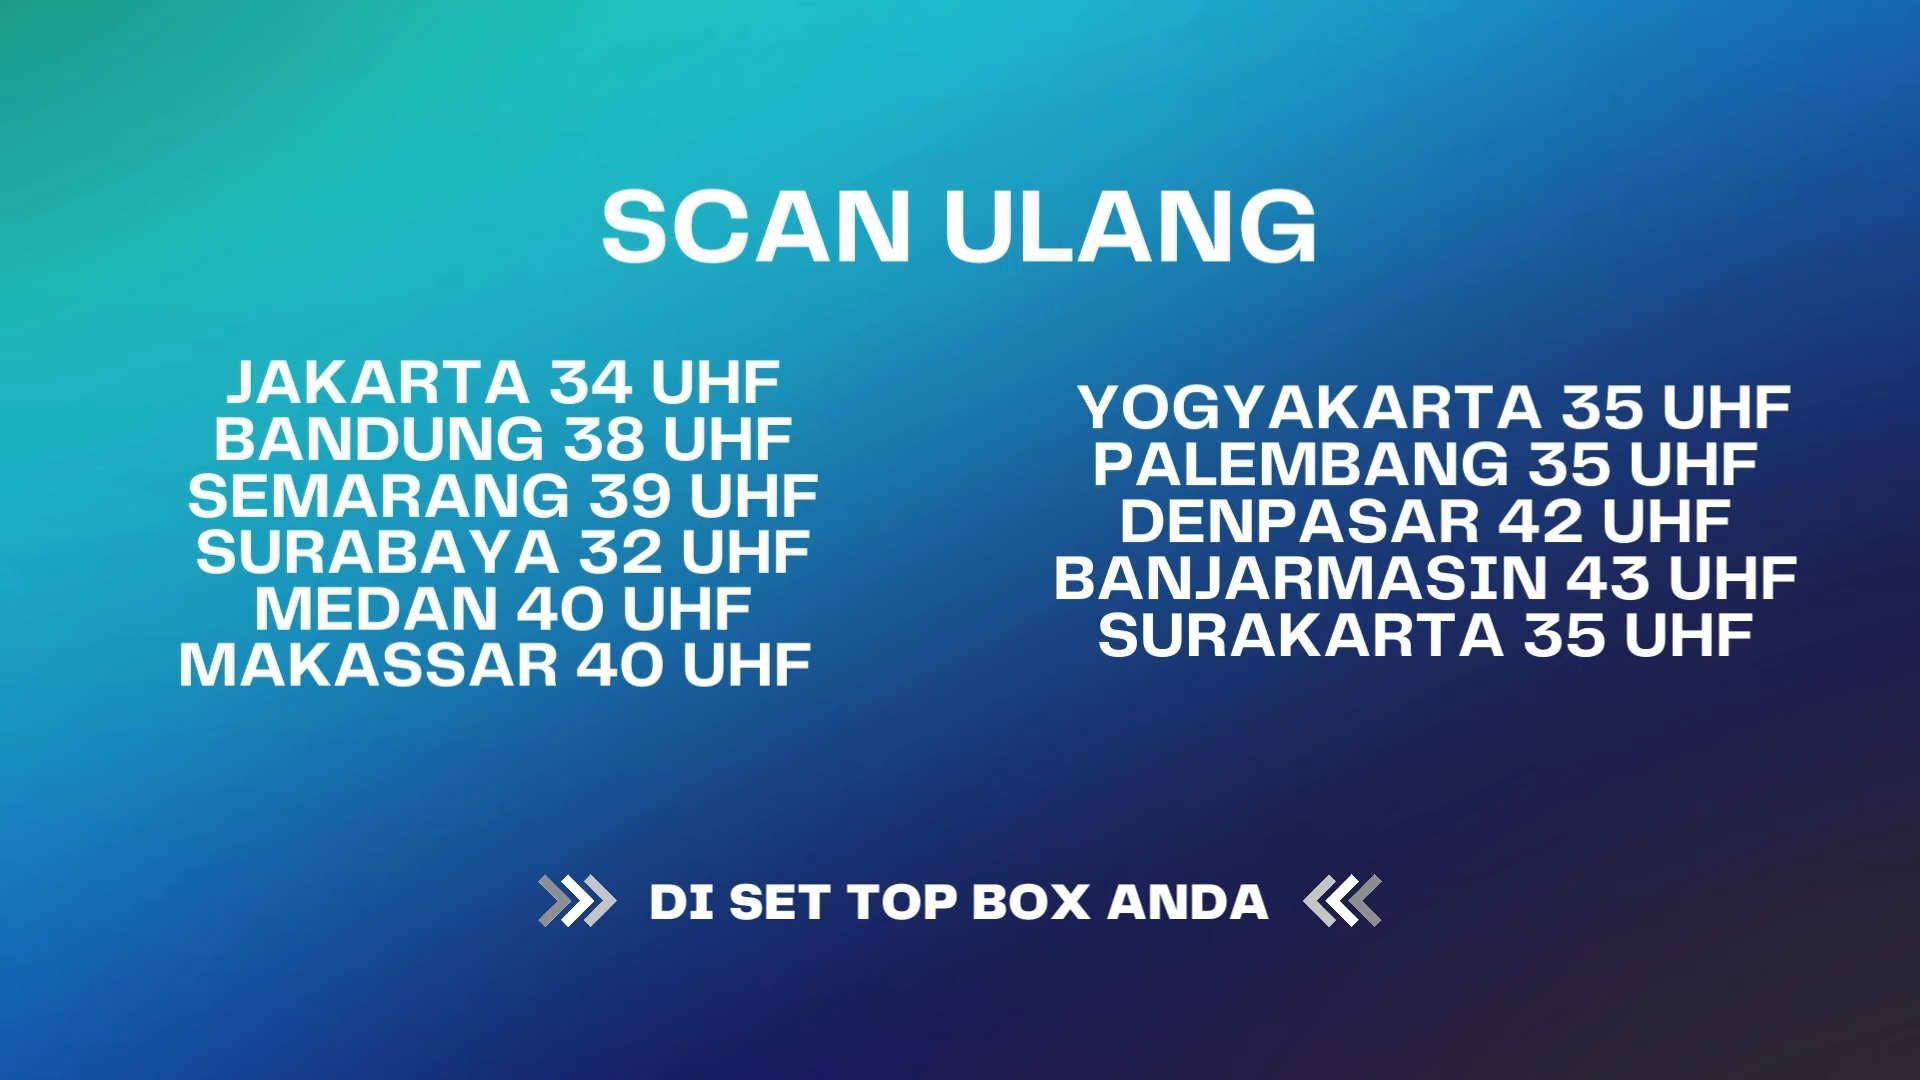 SCAN ULANG
JAKARTA 34 UHF
BANDUNG 38 UHF
SEMARANG 39 UHF
SURABAYA 32 UHF
MEDAN 40 UHF
MAKASSAR 40 UHF
YOGYAKARTA 35 UHF
PALEMBANG 35 UHF
DENPASAR 42 UHF
BANJARMASIN 43 UHF
SURAKARTA 35 UHF
DI SET TOP BOX ANDA